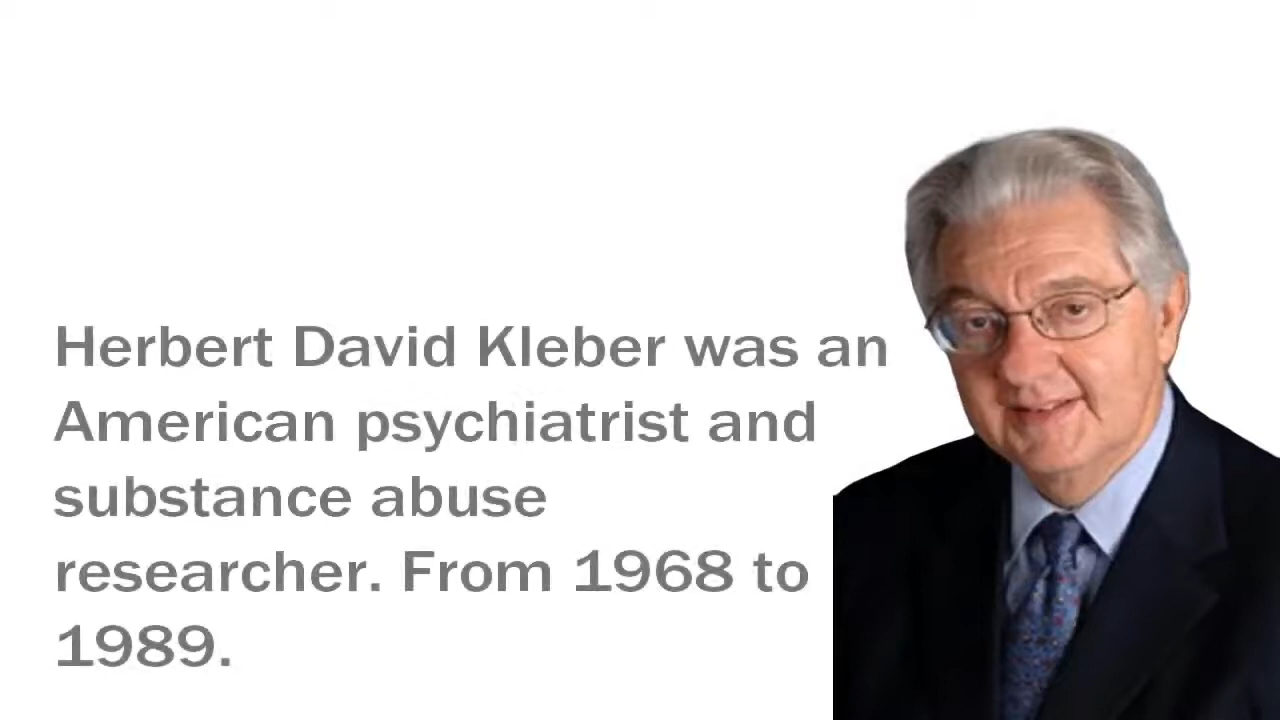 Herbert David Kleber was an
American psychiatrist and
substance abuse
researcher. From 1968 to
1989.